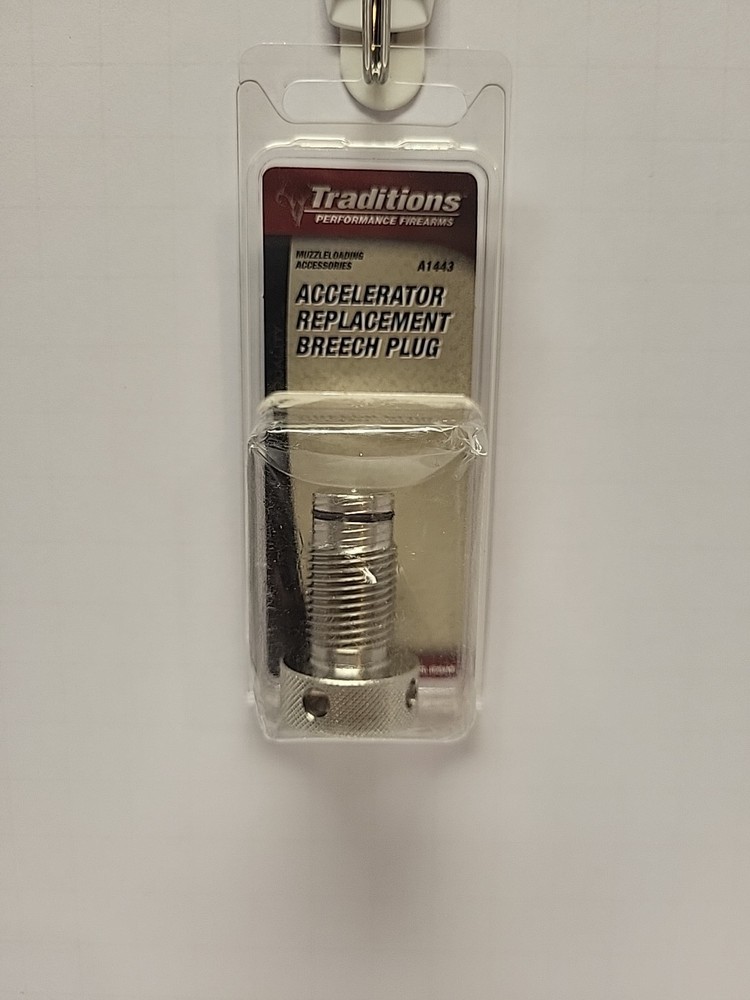 Traditions
PERFORMANCE FIREARMS
MUZZLELOADING
ACCESSORIES
A1443
ACCELERATOR
REPLACEMENT
BREECH PLUG